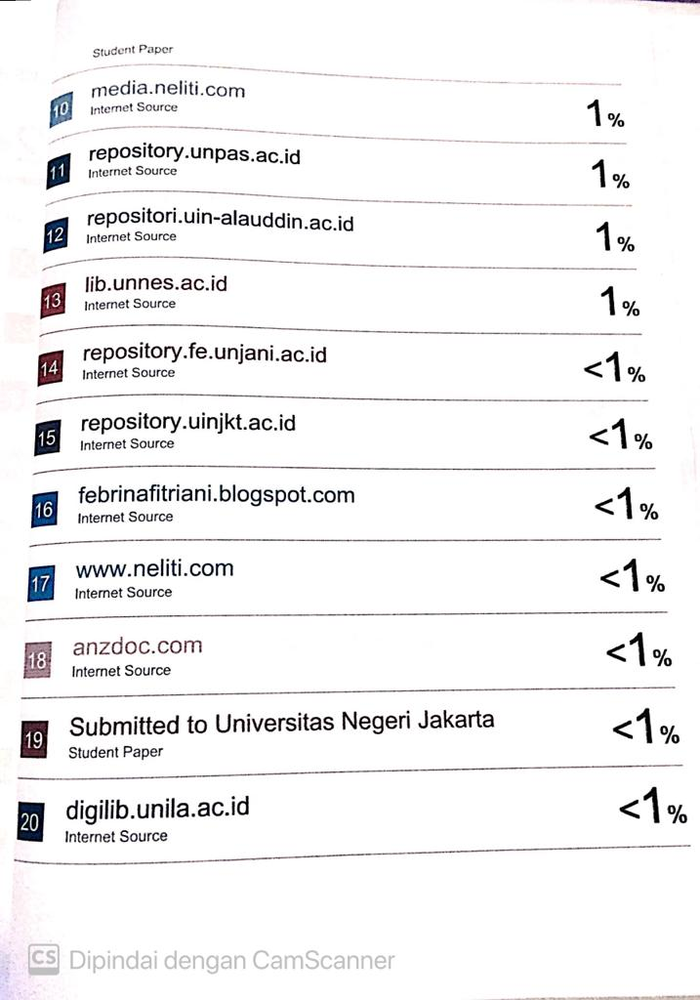 Student Paper
10 media.neliti.com 1%
Internet Source
11 repository.unpas.ac.id 1%
Internet Source
12 repositori.uin-alauddin.ac.id 1%
Internet Source
13 lib.unnes.ac.id 1%
Internet Source
14 repository.fe.unjani.ac.id <1%
Internet Source
15 repository.uinjkt.ac.id <1%
Internet Source
16 febrinafitriani.blogspot.com <1%
Internet Source
17 www.neliti.com <1%
Internet Source
18 anzdoc.com <1%
Internet Source
19 Submitted to Universitas Negeri Jakarta <1%
Student Paper
20 digilib.unila.ac.id <1%
Internet Source
CS Dipindai dengan CamScanner